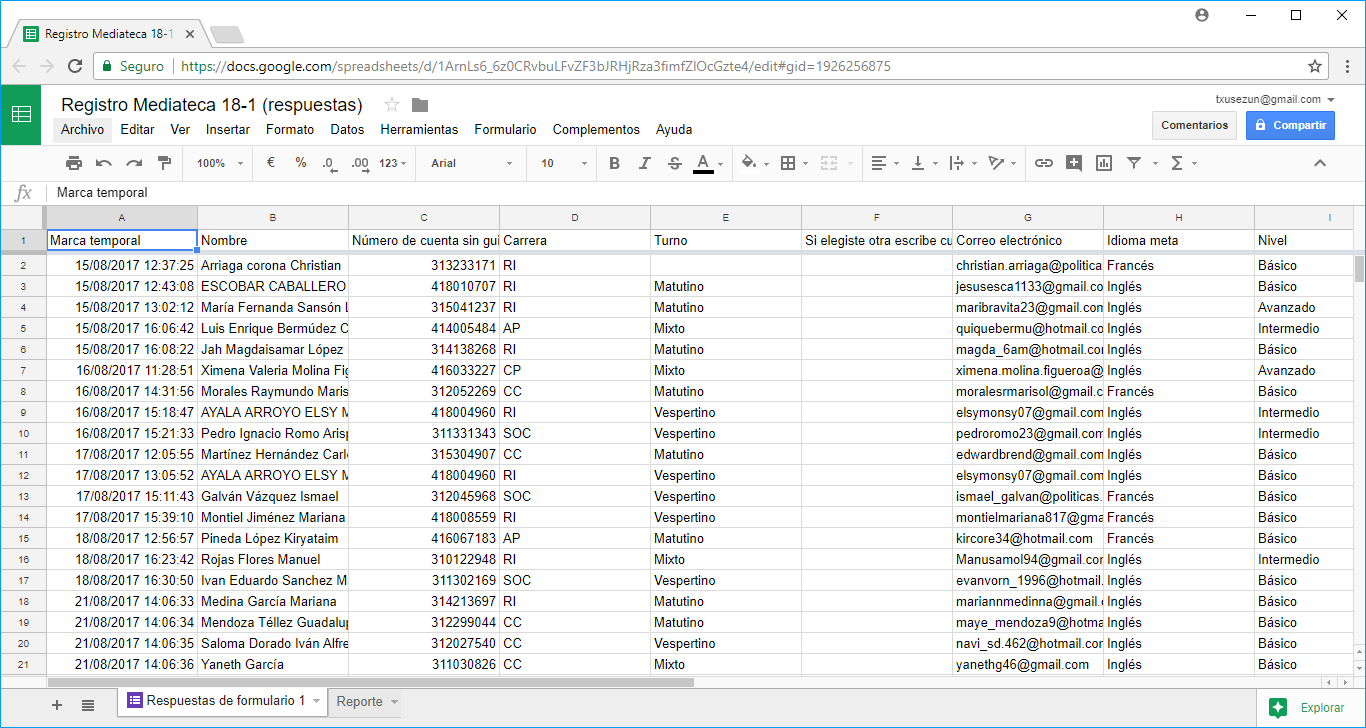 Registro Mediateca 18-1
Seguro https://docs.google.com/spreadsheets/d/1ArnLs6_6z0CRvbuLFvZF3bJRHjRza3fimfZIOcGzte4/edit#gid=1926256875
Registro Mediateca 18-1 (respuestas)
txusezun@gmail.com
Archivo Editar Ver Insertar Formato Datos Herramientas Formulario Complementos Ayuda
Comentarios Compartir
100% € % .0 .00 123 Arial 10 B I S A Σ
fx Marca temporal
A B C D E F G H I
1 Marca temporal Nombre Número de cuenta sin gui Carrera Turno Si elegiste otra escribe cu Correo electrónico Idioma meta Nivel
2 15/08/2017 12:37:25 Arriaga corona Christian 313233171 RI christian.arriaga@politica Francés Básico
3 15/08/2017 12:43:08 ESCOBAR CABALLERO 418010707 RI Matutino jesusesca1133@gmail.co Inglés Básico
4 15/08/2017 13:02:12 María Fernanda Sansón L 315041237 RI Matutino maribravita23@gmail.com Inglés Avanzado
5 15/08/2017 16:06:42 Luis Enrique Bermúdez C 414005484 AP Mixto quiquebermu@hotmail.com Inglés Intermedio
6 15/08/2017 16:08:22 Jah Magdaisamar López 314138268 RI Matutino magda_6am@hotmail.com Inglés Básico
7 16/08/2017 11:28:51 Ximena Valeria Molina Fig 416033227 CP Mixto ximena.molina.figueroa@ Inglés Avanzado
8 16/08/2017 14:31:56 Morales Raymundo Maris 312052269 CC Matutino moralesrmarisol@gmail.c Francés Básico
9 16/08/2017 15:18:47 AYALA ARROYO ELSY M 418004960 RI Vespertino elsymonsy07@gmail.com Inglés Intermedio
10 16/08/2017 15:21:33 Pedro Ignacio Romo Arisp 311331343 SOC Vespertino pedroromo23@gmail.com Inglés Intermedio
11 17/08/2017 12:05:55 Martínez Hernández Carlo 315304907 CC Matutino edwardbrend@gmail.com Inglés Básico
12 17/08/2017 13:05:52 AYALA ARROYO ELSY M 418004960 RI Vespertino elsymonsy07@gmail.com Inglés Básico
13 17/08/2017 15:11:43 Galván Vázquez Ismael 312045968 SOC Vespertino ismael_galvan@politicas. Francés Básico
14 17/08/2017 15:39:10 Montiel Jiménez Mariana 418008559 RI Vespertino montielmariana817@gma Francés Básico
15 18/08/2017 12:56:57 Pineda López Kiryataim 416067183 AP Matutino kircore34@hotmail.com Francés Básico
16 18/08/2017 16:23:42 Rojas Flores Manuel 310122948 RI Mixto Manusamol94@gmail.com Inglés Intermedio
17 18/08/2017 16:30:50 Ivan Eduardo Sanchez M 311302169 SOC Vespertino evanvorn_1996@hotmail. Inglés Básico
18 21/08/2017 14:06:33 Medina García Mariana 314213697 RI Matutino mariannmedinna@gmail. Inglés Básico
19 21/08/2017 14:06:34 Mendoza Téllez Guadalup 312299044 CC Matutino maye_mendoza9@hotma Inglés Básico
20 21/08/2017 14:06:35 Saloma Dorado Iván Alfre 312027540 CC Vespertino navi_sd.462@hotmail.com Inglés Básico
21 21/08/2017 14:06:36 Yaneth García 311030826 CC Mixto yanethg46@gmail.com Inglés Básico
Respuestas de formulario 1 Reporte Explorar